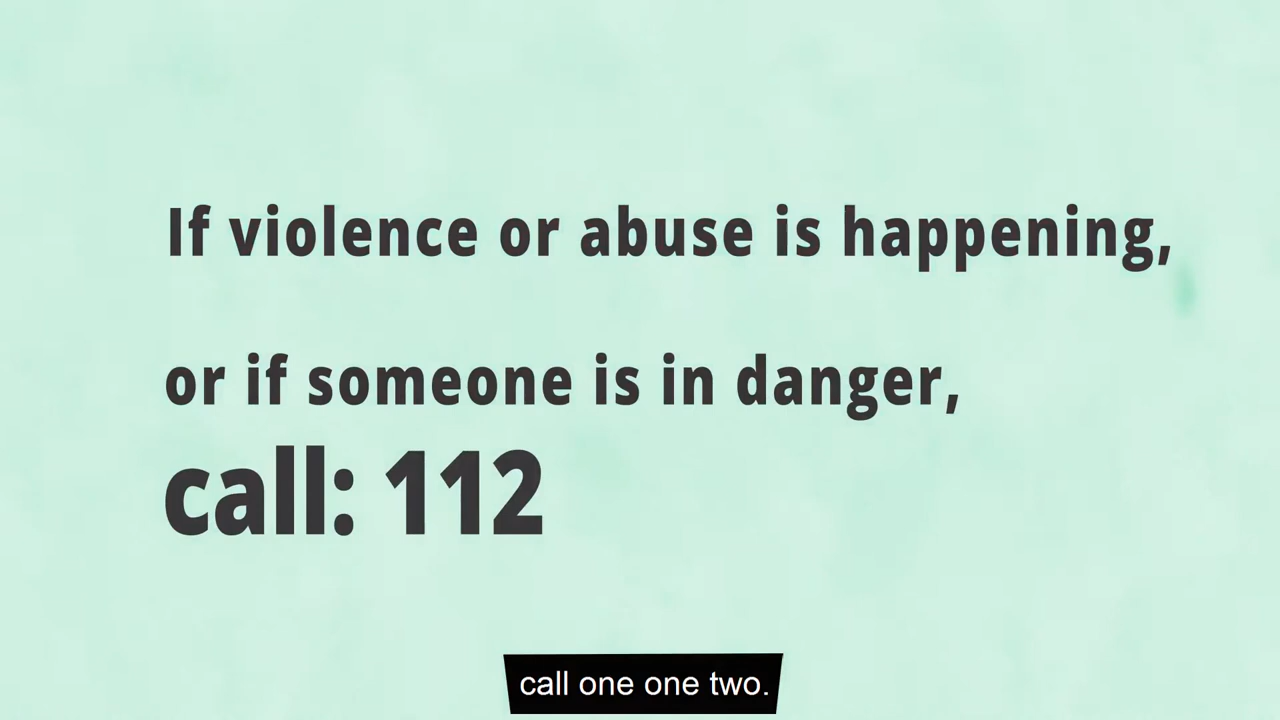 If violence or abuse is happening,
or if someone is in danger,
call: 112
call one one two.